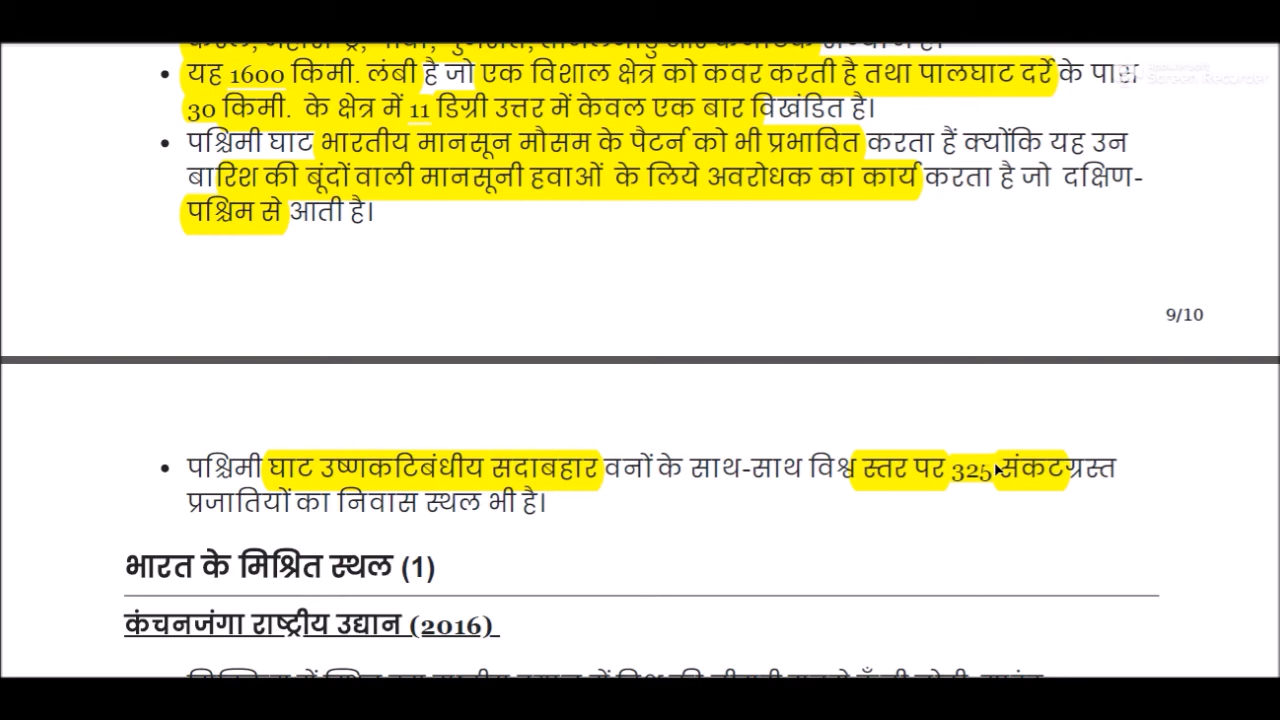 यह 1600 किमी. लंबी है जो एक विशाल क्षेत्र को कवर करती है तथा पालघाट दर्रे के पास
30 किमी. के क्षेत्र में 11 डिग्री उत्तर में केवल एक बार विखंडित है।
पश्चिमी घाट भारतीय मानसून मौसम के पैटर्न को भी प्रभावित करता हैं क्योंकि यह उन
बारिश की बूंदों वाली मानसूनी हवाओं के लिये अवरोधक का कार्य करता है जो दक्षिण-
पश्चिम से आती है।
9/10
पश्चिमी घाट उष्णकटिबंधीय सदाबहार वनों के साथ-साथ विश्व स्तर पर 325 संकटग्रस्त
प्रजातियों का निवास स्थल भी है।
भारत के मिश्रित स्थल (1)
कंचनजंगा राष्ट्रीय उद्यान (2016)